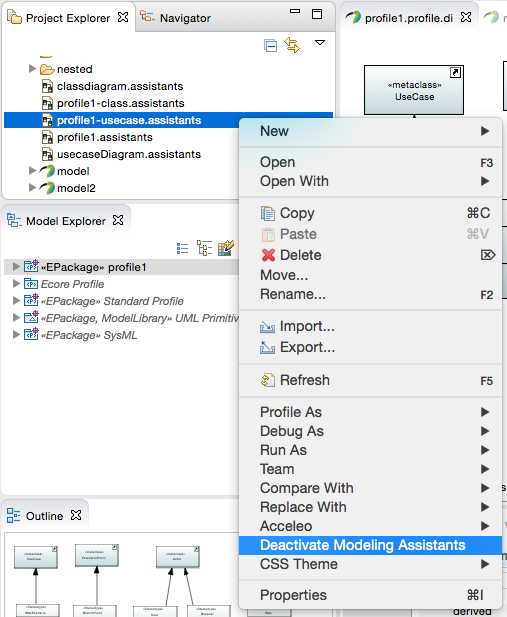 Project Explorer
Navigator
nested
classdiagram.assistants
profile1-class.assistants
profile1-usecase.assistants
profile1.assistants
usecaseDiagram.assistants
model
model2
profile1.profile.di
«metaclass»
UseCase
Model Explorer
«EPackage» profile1
Ecore Profile
«EPackage» Standard Profile
«EPackage, ModelLibrary» UML Primitiv
«EPackage» SysML
Outline
New
Open F3
Open With
Copy ⌘C
Paste ⌘V
Delete ⌦
Move...
Rename... F2
Import...
Export...
Refresh F5
Profile As
Debug As
Run As
Team
Compare With
Replace With
Acceleo
Deactivate Modeling Assistants
CSS Theme
Properties ⌘I
derived